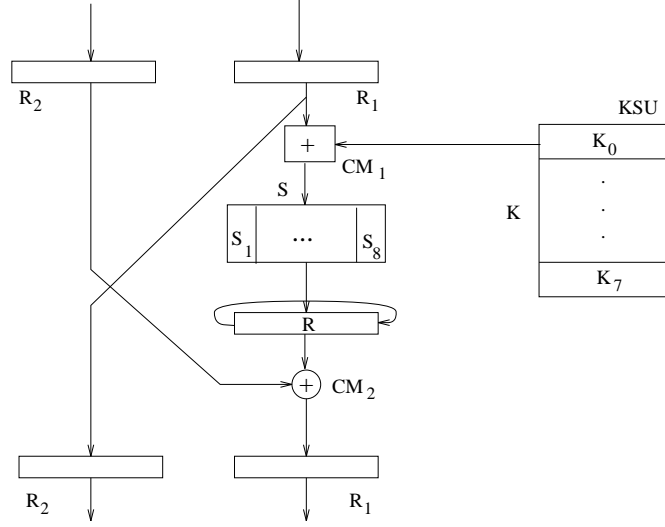 R2 R1 KSU
+ K0
CM1
S
S1 ... S8 K
.
.
.
K7
R
+ CM2
R2 R1